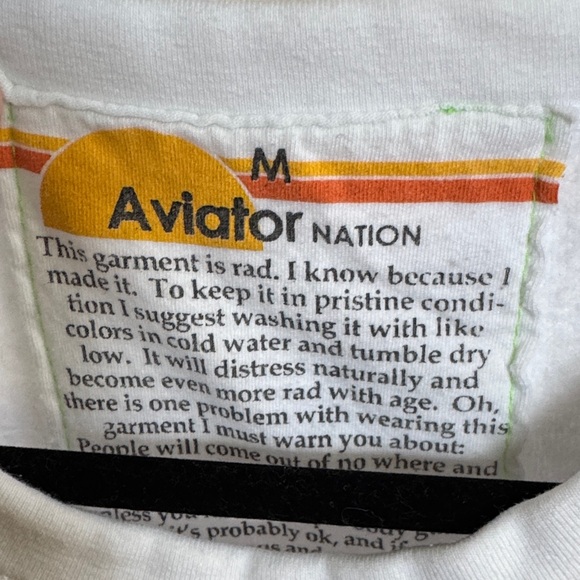 M
Aviator NATION
This garment is rad. I know because I
made it. To keep it in pristine condi-
tion I suggest washing it with like
colors in cold water and tumble dry
low. It will distress naturally and
become even more rad with age. Oh,
there is one problem with wearing this
garment I must warn you about:
People will come out of no where and
probably ok, and if
and